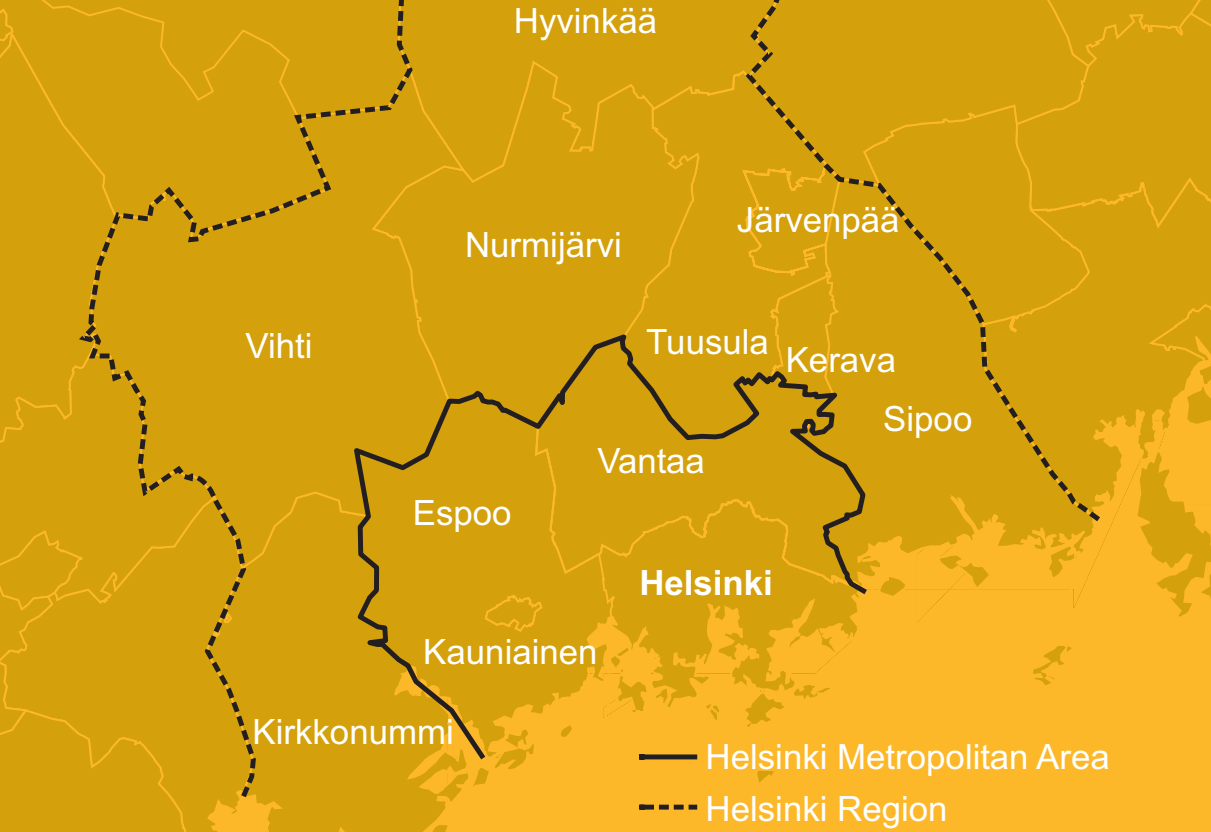 Hyvinkää
Järvenpää
Nurmijärvi
Vihti
Tuusula
Kerava
Sipoo
Vantaa
Espoo
Helsinki
Kauniainen
Kirkkonummi
Helsinki Metropolitan Area
Helsinki Region